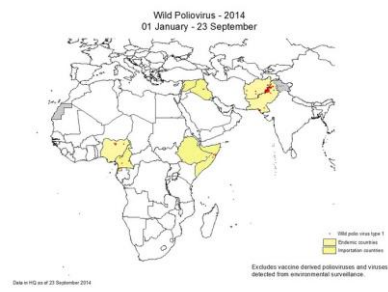 Wild Poliovirus - 2014
01 January - 23 September
Wild polio virus type 1
Endemic countries
Importation countries
Excludes vaccine derived polioviruses and viruses
detected from environmental surveillance.
Data in HQ as of 23 September 2014